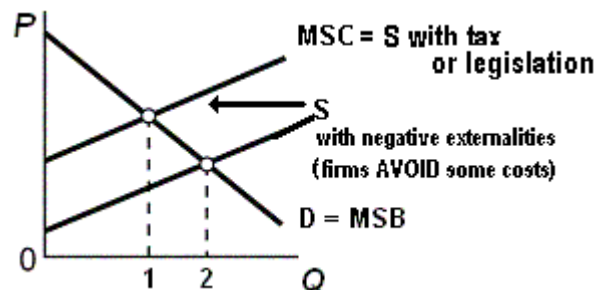 P
MSC = S with tax
or legislation
S
with negative externalities
(firms AVOID some costs)
D = MSB
0
1 2 Q